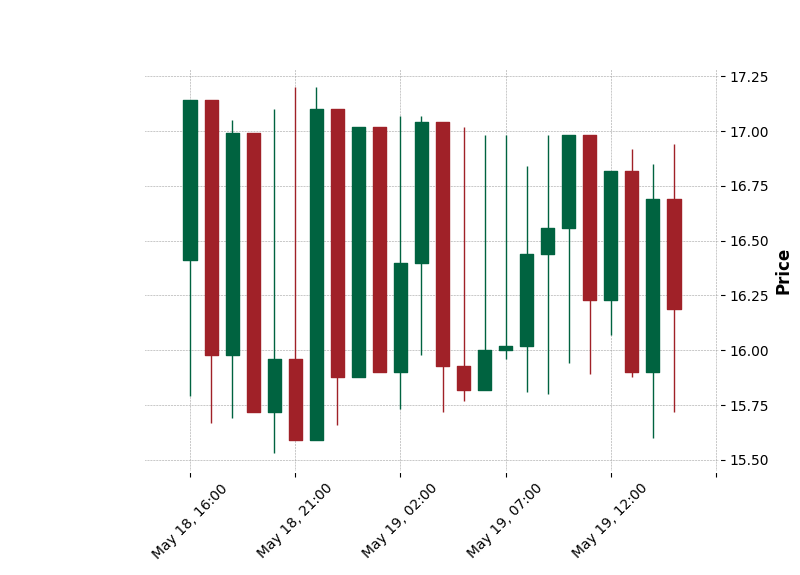 17.25
17.00
16.75
16.50
16.25
16.00
15.75
15.50
Price
May 18, 16:00
May 18, 21:00
May 19, 02:00
May 19, 07:00
May 19, 12:00